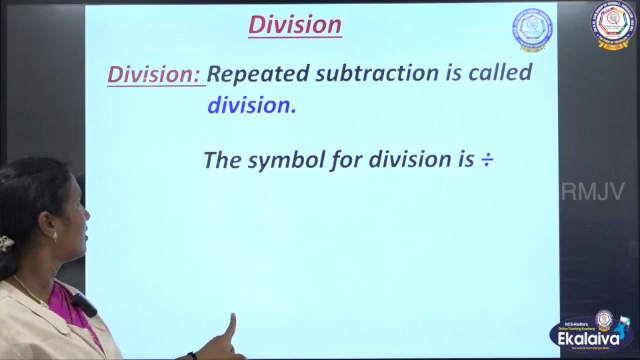 Division
Division: Repeated subtraction is called
division.
The symbol for division is ÷
RMJV
Ekalaiva